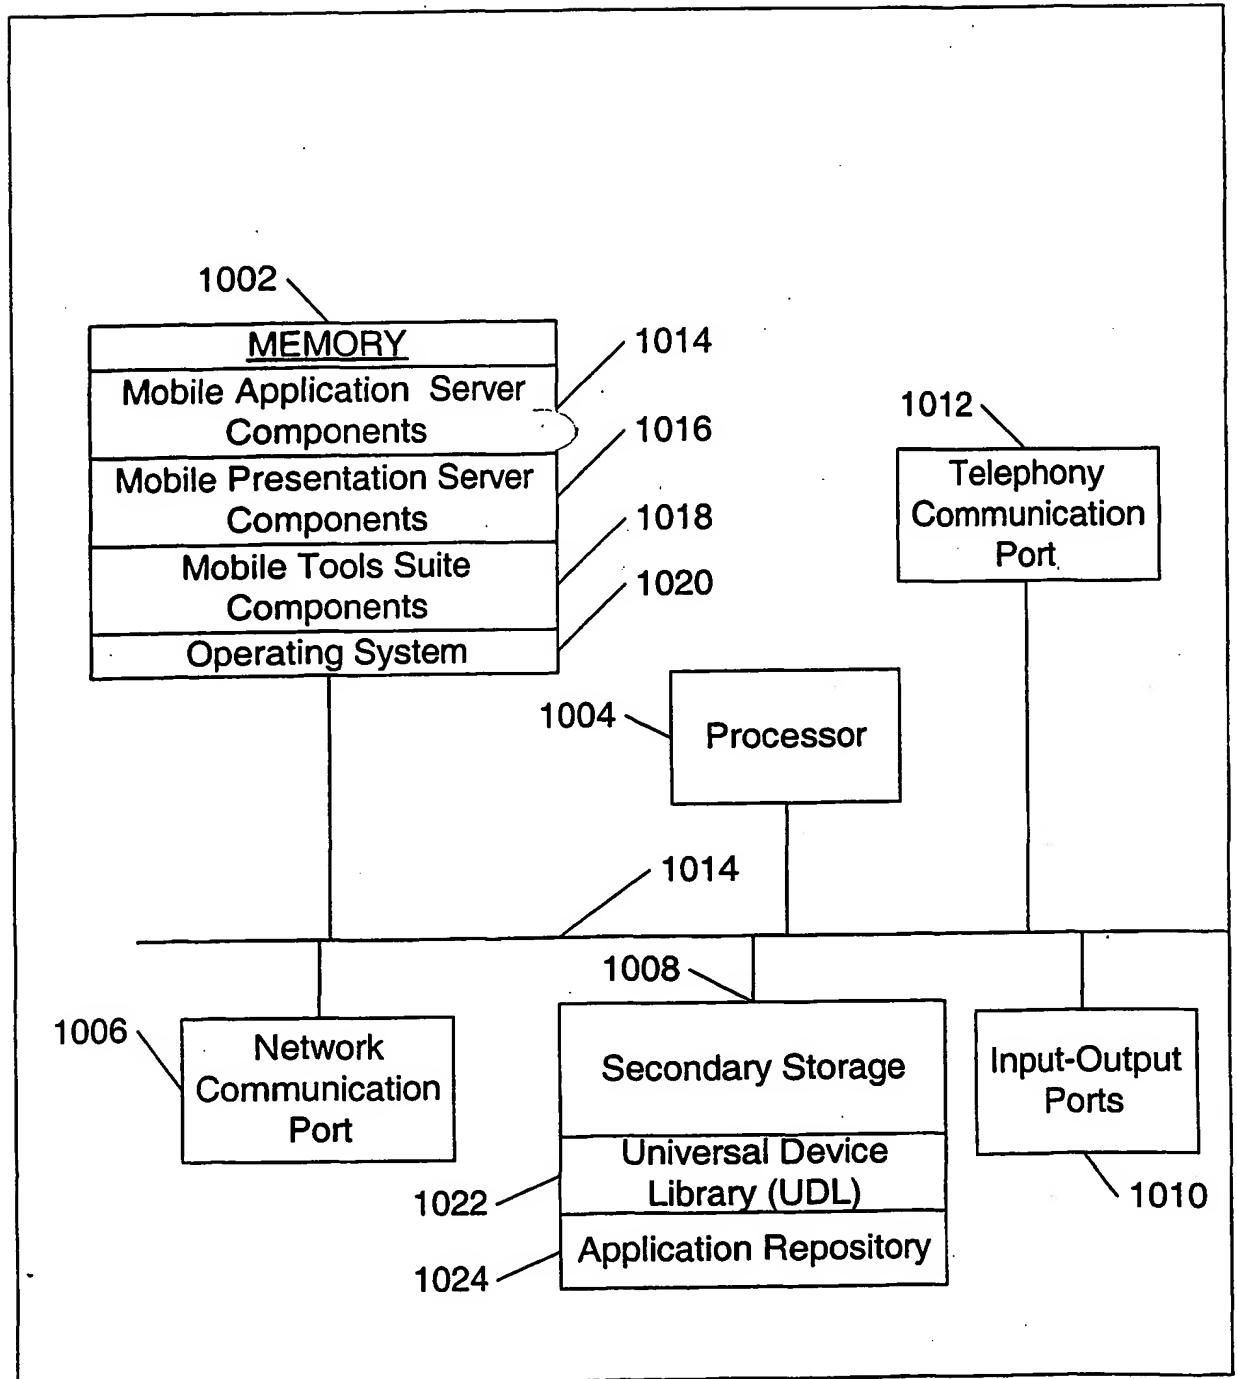 1002
MEMORY
Mobile Application Server
Components
Mobile Presentation Server
Components
Mobile Tools Suite
Components
Operating System
1014
1016
1018
1020
1012
Telephony
Communication
Port
1004
Processor
1014
1006
Network
Communication
Port
1008
Secondary Storage
Universal Device
Library (UDL)
Application Repository
1022
1024
Input-Output
Ports
1010